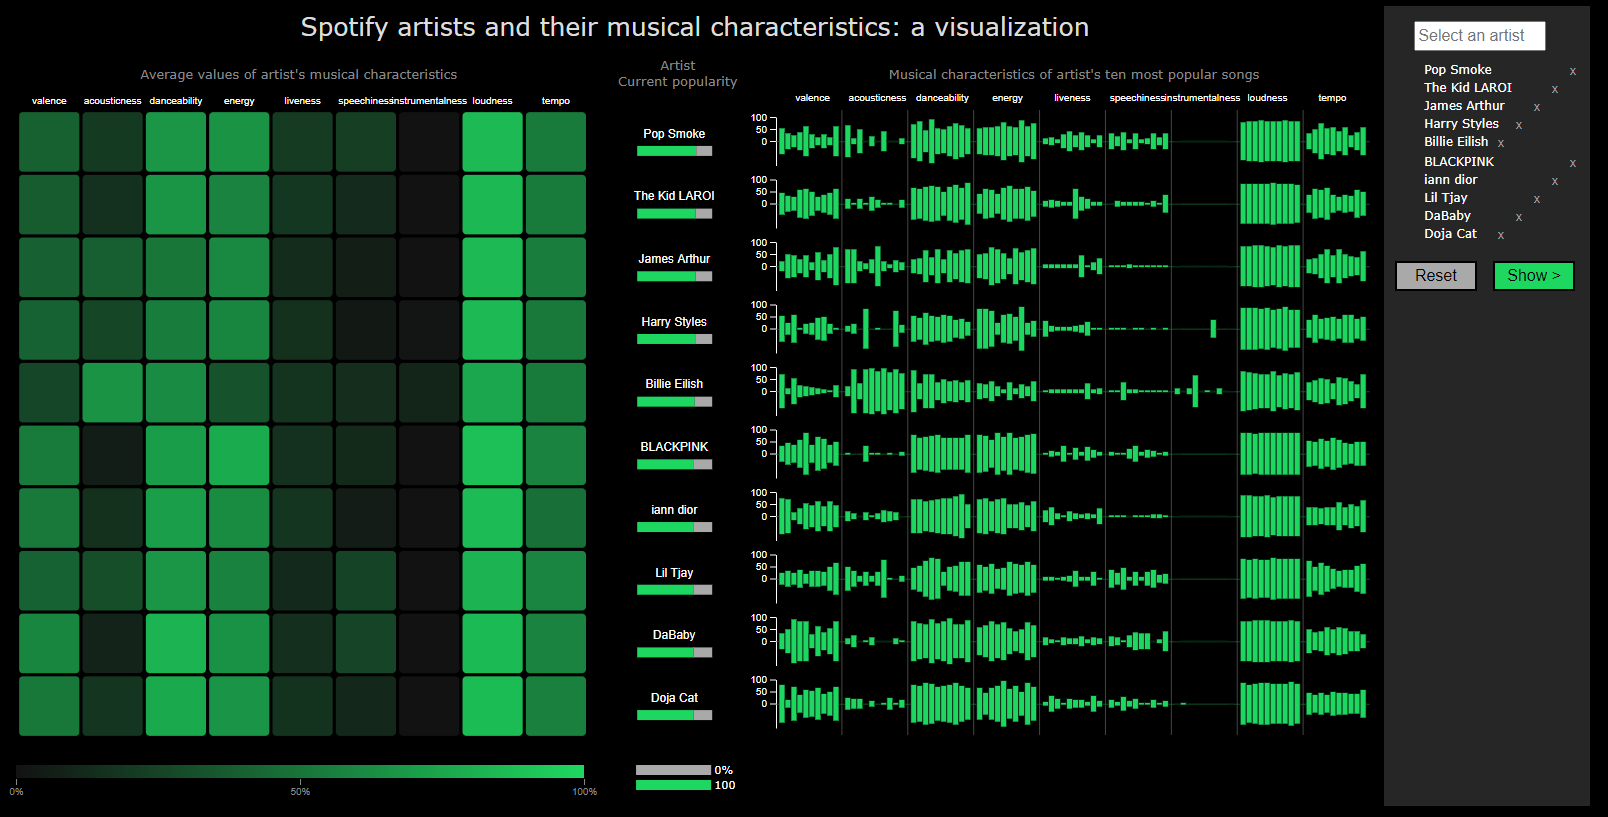 Spotify artists and their musical characteristics: a visualization
Average values of artist's musical characteristics
valence acousticness danceability energy liveness speechiness instrumentalness loudness tempo
0% 50% 100%
Artist
Current popularity
Pop Smoke
The Kid LAROI
James Arthur
Harry Styles
Billie Eilish
BLACKPINK
iann dior
Lil Tjay
DaBaby
Doja Cat
0%
100
Musical characteristics of artist's ten most popular songs
valence acousticness danceability energy liveness speechiness instrumentalness loudness tempo
100
50
0
100
50
0
100
50
0
100
50
0
100
50
0
100
50
0
100
50
0
100
50
0
100
50
0
100
50
0
Select an artist
Pop Smoke x
The Kid LAROI x
James Arthur x
Harry Styles x
Billie Eilish x
BLACKPINK x
iann dior x
Lil Tjay x
DaBaby x
Doja Cat x
Reset Show >